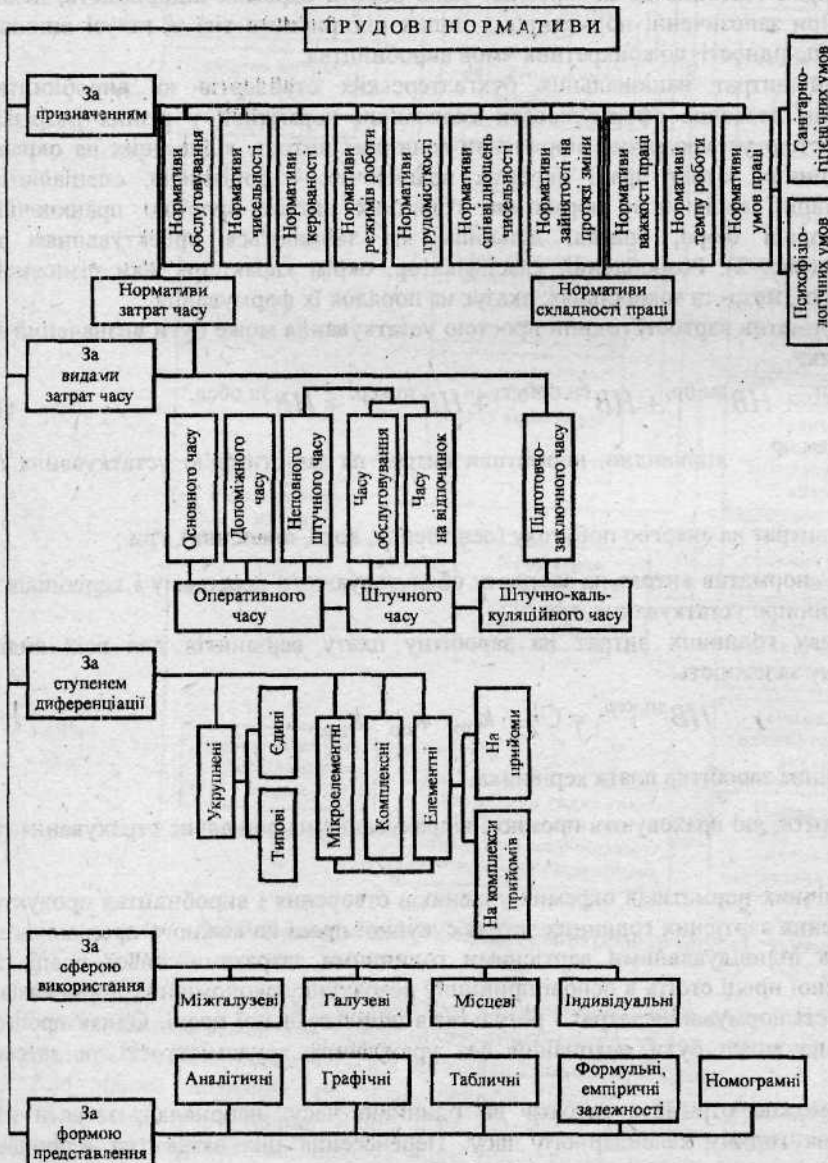 ТРУДОВІ НОРМАТИВИ
За
призначенням
Нормативи
обслуговування
Нормативи
чисельності
Нормативи
керованості
Нормативи
режимів роботи
Нормативи
трудомісткості
Нормативи
співвідношень
чисельності
Нормативи
зайнятості на
протязі зміни
Нормативи
важкості праці
Нормативи
темпу роботи
Нормативи
умов праці
Санітарно-
гігієнічних умов
Психофізіо-
логічних умов
Нормативи
затрат часу
Нормативи
складності праці
За
видами
затрат часу
Основного часу
Допоміжного
часу
Неповного
штучного часу
Часу
обслуговування
Часу
на відпочинок
Підготовчо-
заключного часу
Оперативного
часу
Штучного
часу
Штучно-каль-
куляційного часу
За
ступенем
диференціації
Укрупнені
Єдині
Типові
Мікроелементні
Комплексні
Елементні
На
прийоми
На комплекси
прийомів
За
сферою
використання
Міжгалузеві
Галузеві
Місцеві
Індивідуальні
Аналітичні
Графічні
Табличні
Формульні,
емпіричні
залежності
Номограмні
За
формою
представлення